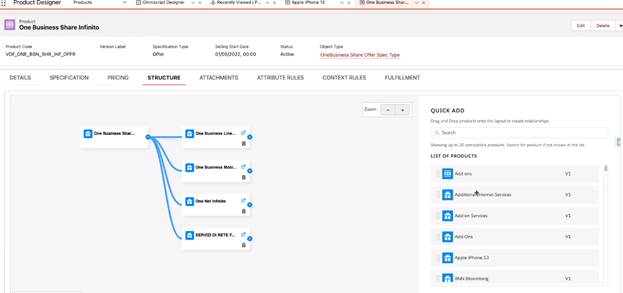 Product Designer
Products
Omniscript Designer
Recently Viewed | P...
Apple iPhone 13
One Business Shar...
Product
One Business Share Infinito
Edit
Delete
Product Code
Version Label
Specification Type
Selling Start Date
Status
Object Type
VOF_ONE_BSN_SHR_INF_OFFR
Offer
01/05/2022, 00:00
Active
OneBusiness Share Offer Spec Type
DETAILS
SPECIFICATION
PRICING
STRUCTURE
ATTACHMENTS
ATTRIBUTE RULES
CONTEXT RULES
FULFILLMENT
Zoom
One Business Shar...
One Business Line...
One Business Mobi...
One Net Infinito
SERVIZI DI RETE F...
QUICK ADD
Drag and Drop products onto the layout to create relationships.
Search
Showing up to 20 compatible products. Search for product if not shown in the list.
LIST OF PRODUCTS
Add ons V1
Additional Internet Services V1
Add on Services V1
Add-Ons V1
Apple iPhone 13
BNN Bloomberg V1